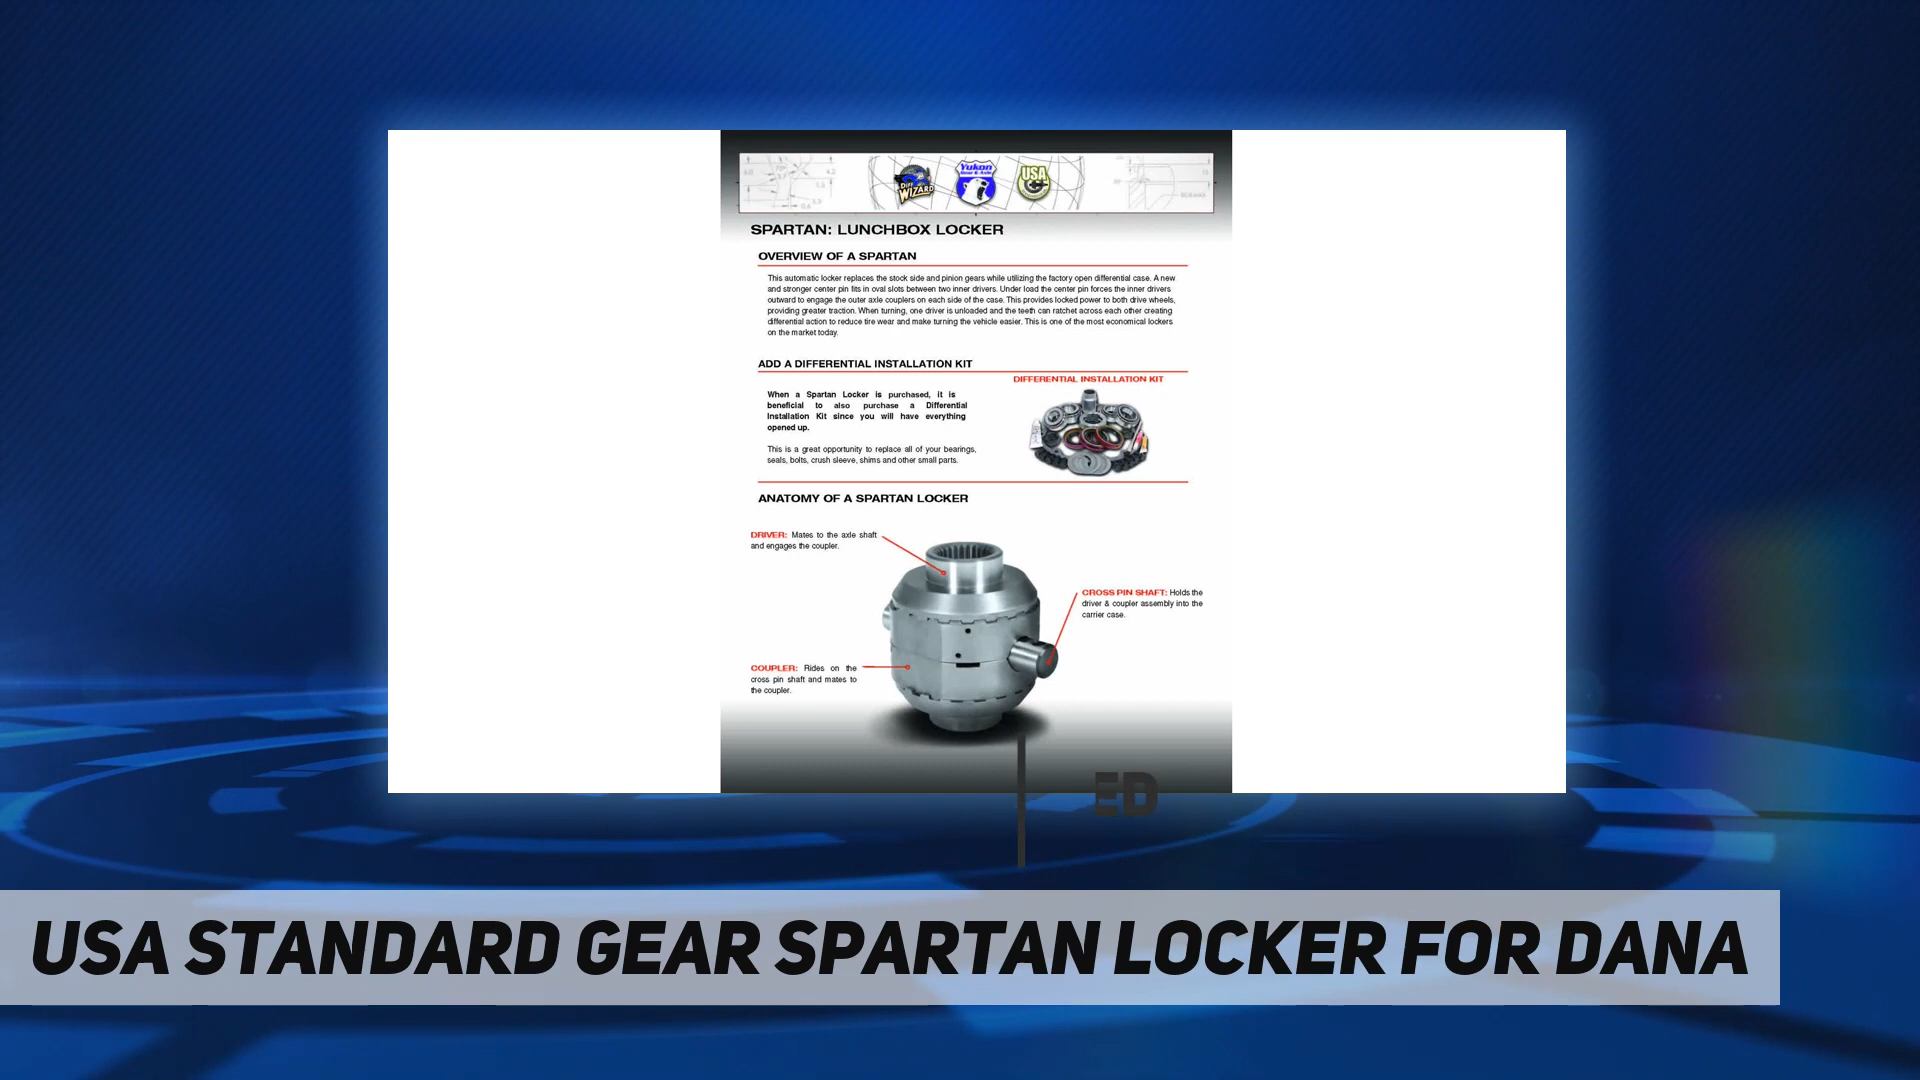 DIFF
WIZARD
Yukon
Gear & Axle
USA
SPARTAN: LUNCHBOX LOCKER
OVERVIEW OF A SPARTAN
This automatic locker replaces the stock side and pinion gears while utilizing the factory open differential case. A new
and stronger center pin fits in oval slots between two inner drivers. Under load the center pin forces the inner drivers
outward to engage the outer axle couplers on each side of the case. This provides locked power to both drive wheels,
providing greater traction. When turning, one driver is unloaded and the teeth can ratchet across each other creating
differential action to reduce tire wear and make turning the vehicle easier. This is one of the most economical lockers
on the market today.
ADD A DIFFERENTIAL INSTALLATION KIT
DIFFERENTIAL INSTALLATION KIT
When a Spartan Locker is purchased, it is
beneficial to also purchase a Differential
Installation Kit since you will have everything
opened up.
This is a great opportunity to replace all of your bearings,
seals, bolts, crush sleeve, shims and other small parts.
ANATOMY OF A SPARTAN LOCKER
DRIVER: Mates to the axle shaft
and engages the coupler.
CROSS PIN SHAFT: Holds the
driver & coupler assembly into the
carrier case.
COUPLER: Rides on the
cross pin shaft and mates to
the coupler.
ED
USA STANDARD GEAR SPARTAN LOCKER FOR DANA